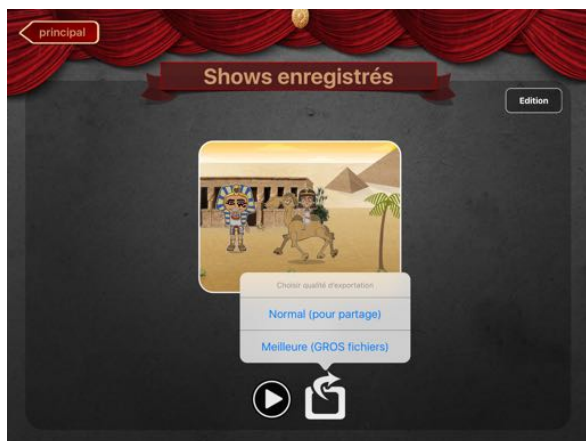 principal
Shows enregistrés
Edition
Choisir qualité d'exportation
Normal (pour partage)
Meilleure (GROS fichiers)